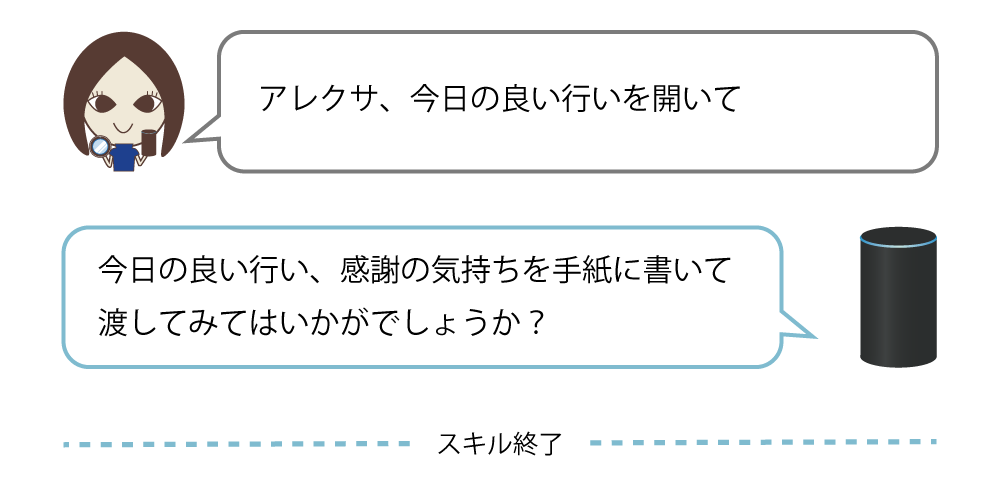 アレクサ、今日の良い行いを開いて
今日の良い行い、感謝の気持ちを手紙に書いて
渡してみてはいかがでしょうか？
スキル終了